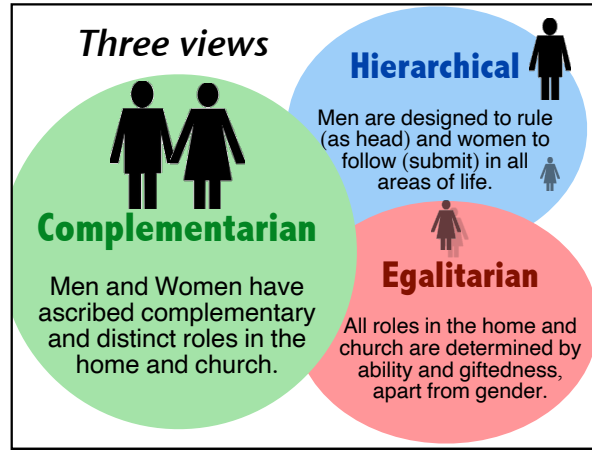 Three views
Hierarchical
Men are designed to rule
(as head) and women to
follow (submit) in all
areas of life.
Complementarian
Men and Women have
ascribed complementary
and distinct roles in the
home and church.
Egalitarian
All roles in the home and
church are determined by
ability and giftedness,
apart from gender.